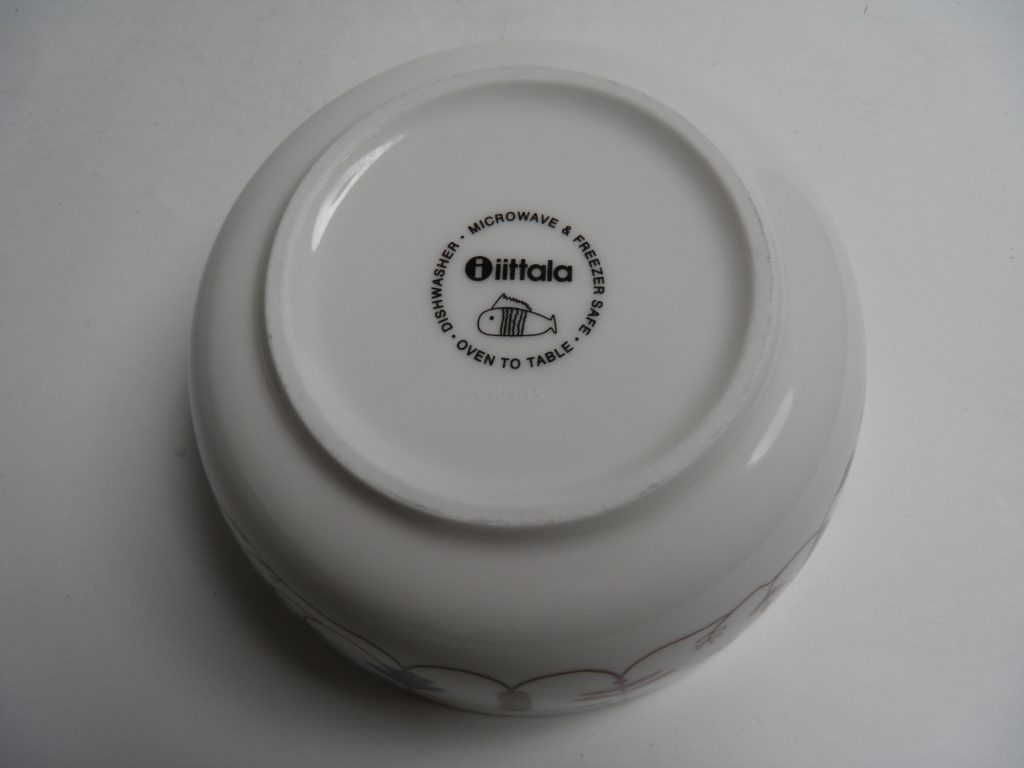 DISHWASHER · MICROWAVE & FREEZER SAFE ·
i iittala
· OVEN TO TABLE ·